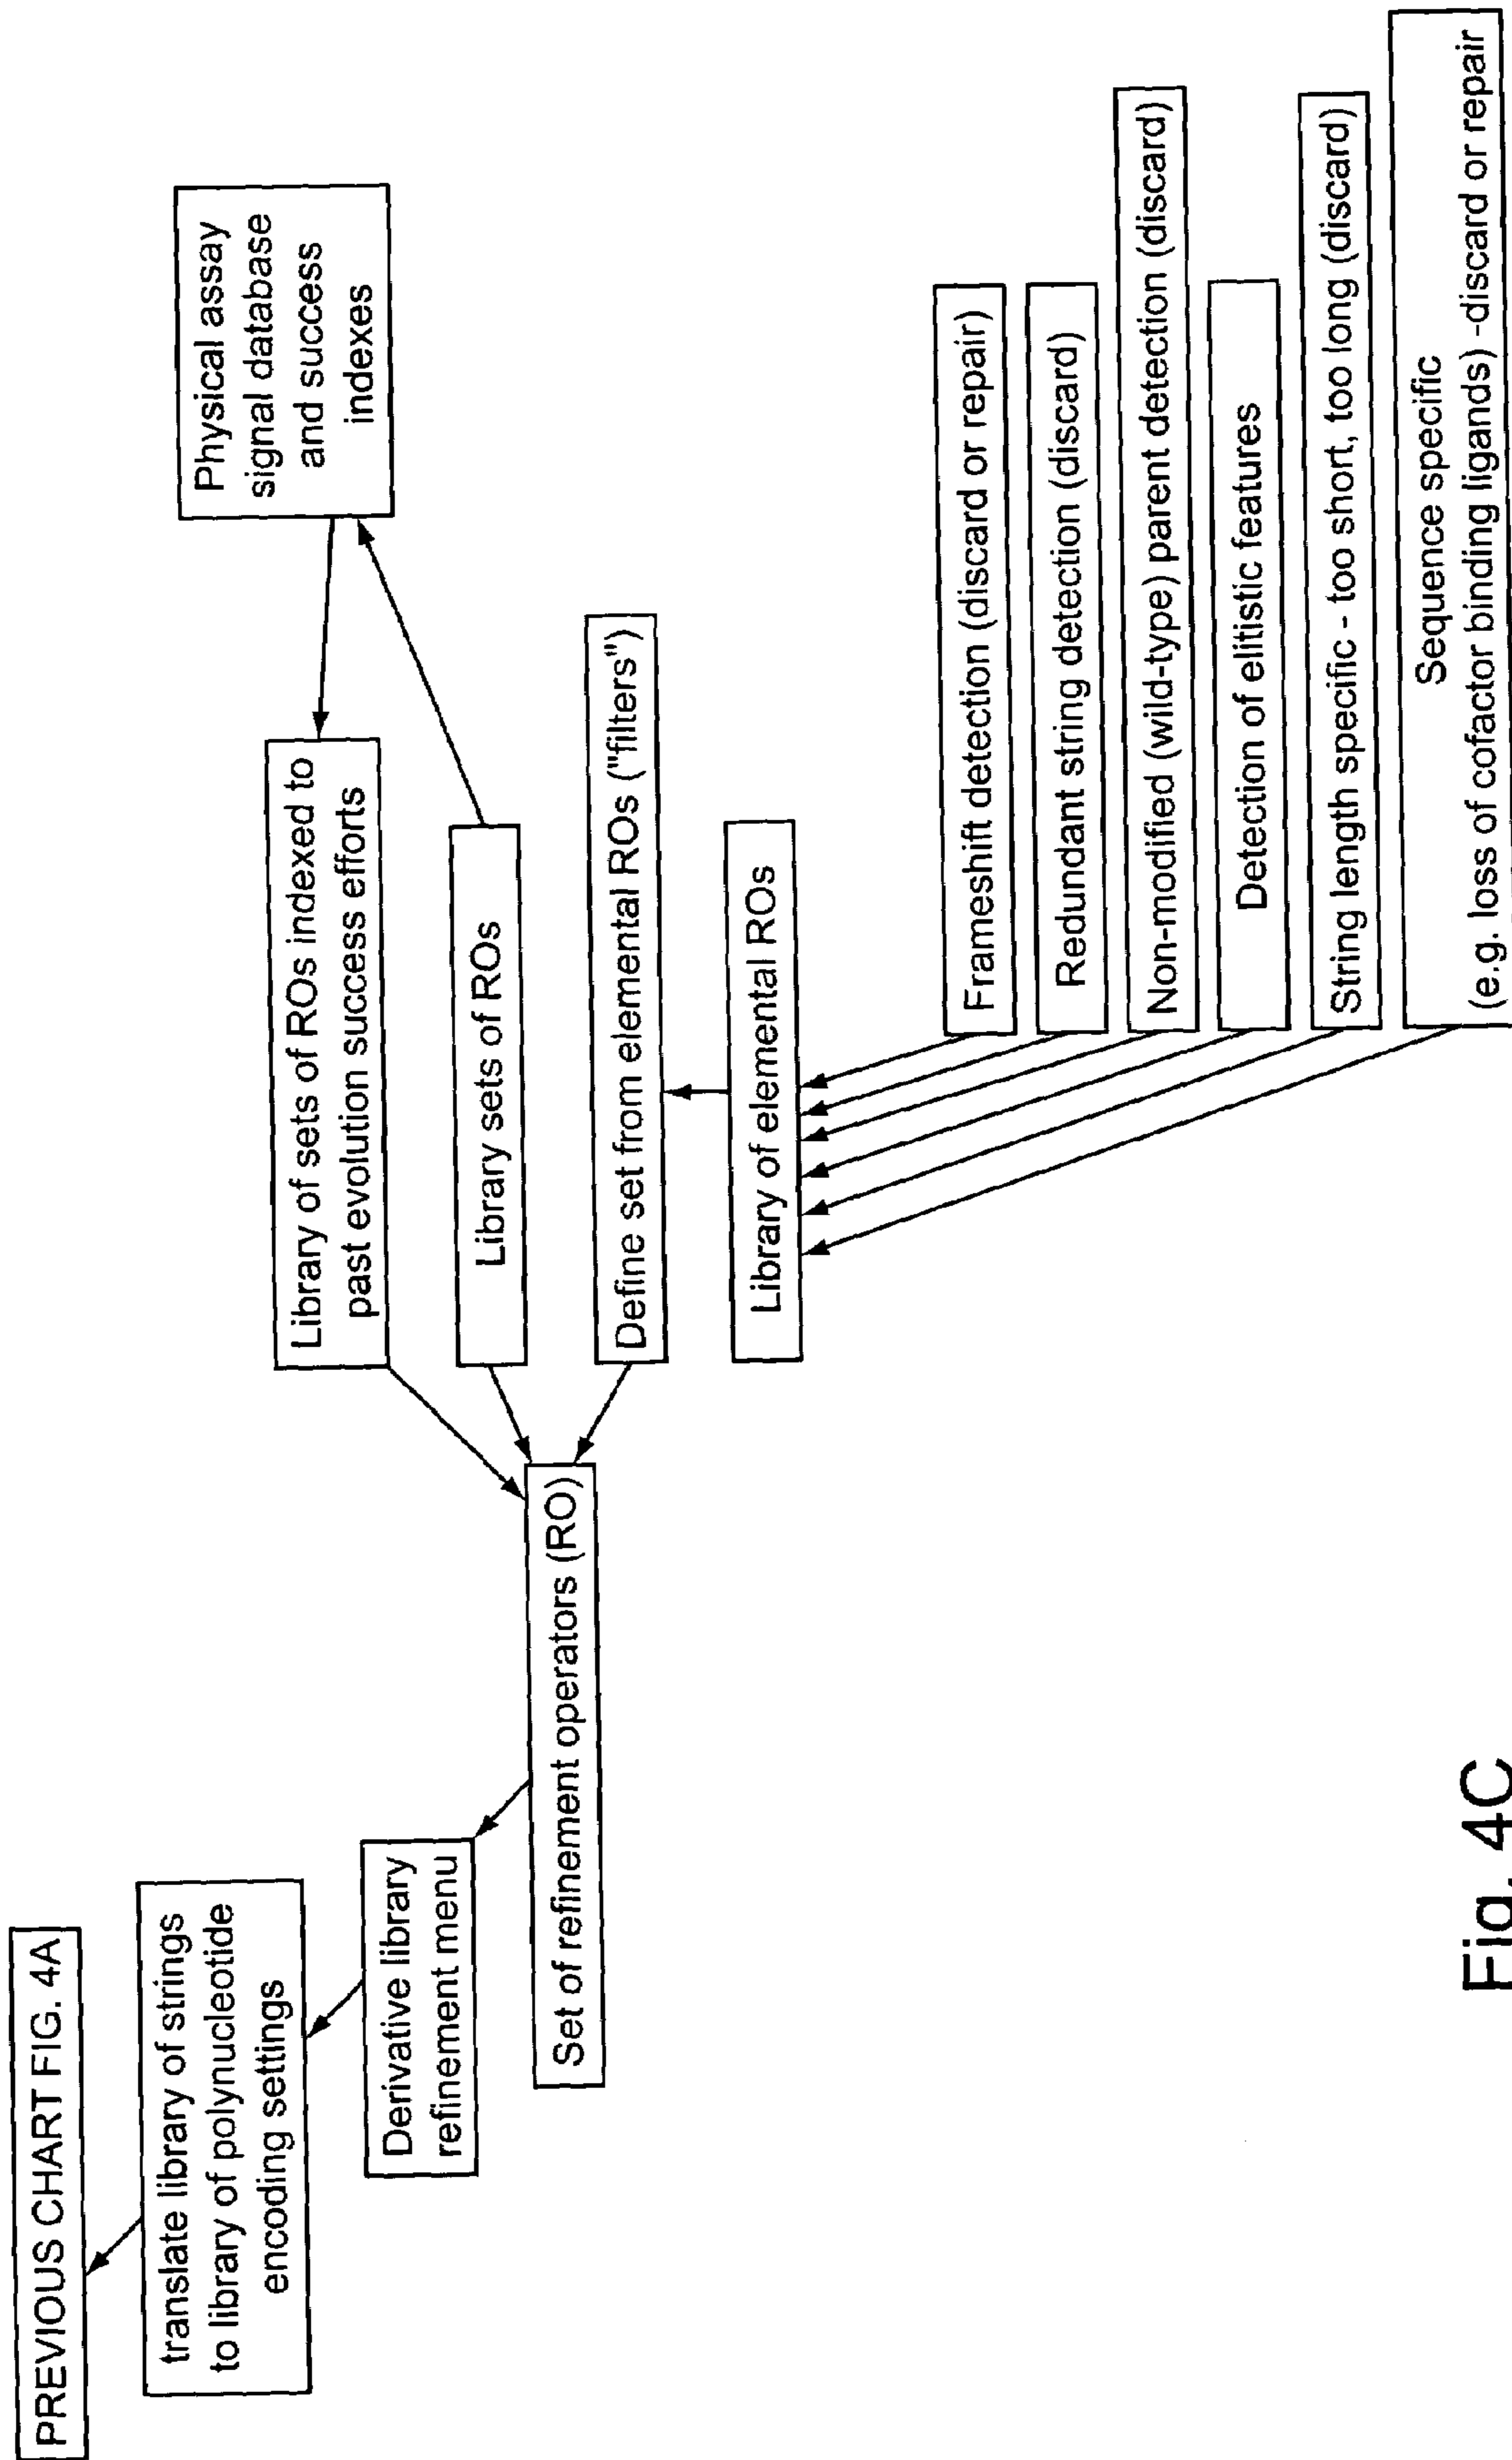 PREVIOUS CHART FIG. 4A
translate library of strings
to library of polynucleotide
encoding settings
Derivative library
refinement menu
Set of refinement operators (RO)
Library of sets of ROs indexed to
past evolution success efforts
Physical assay
signal database
and success
indexes
Library sets of ROs
Define set from elemental ROs ("filters")
Library of elemental ROs
Frameshift detection (discard or repair)
Redundant string detection (discard)
Non-modified (wild-type) parent detection (discard)
Detection of elitistic features
String length specific - too short, too long (discard)
Sequence specific
(e.g. loss of cofactor binding ligands) -discard or repair
Fig. 4C